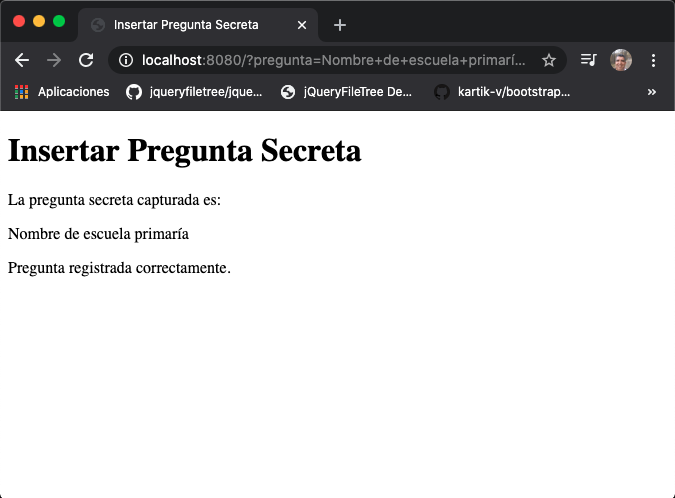 Insertar Pregunta Secreta
localhost:8080/?pregunta=Nombre+de+escuela+primarí...
Aplicaciones
jqueryfiletree/jque...
jQueryFileTree De...
kartik-v/bootstrap...
»
Insertar Pregunta Secreta
La pregunta secreta capturada es:
Nombre de escuela primaría
Pregunta registrada correctamente.